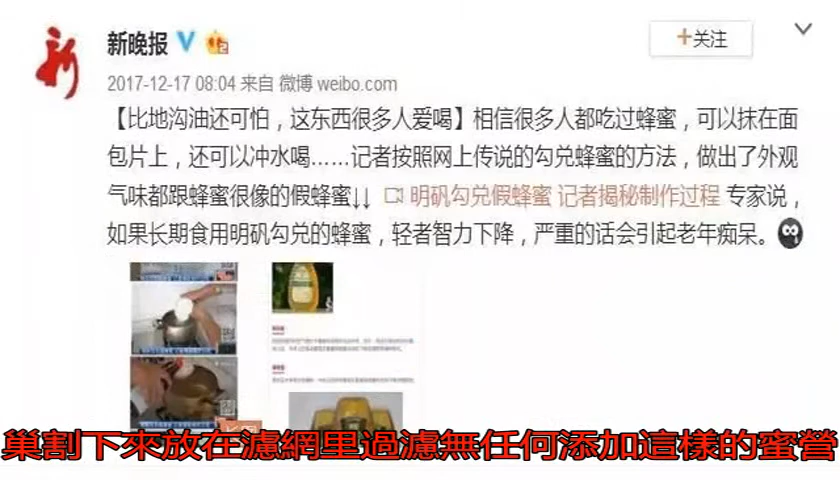 新晚报
+关注
2017-12-17 08:04 来自 微博 weibo.com
【比地沟油还可怕，这东西很多人爱喝】相信很多人都吃过蜂蜜，可以抹在面
包片上，还可以冲水喝……记者按照网上传说的勾兑蜂蜜的方法，做出了外观
气味都跟蜂蜜很像的假蜂蜜↓↓ 明矾勾兑假蜂蜜 记者揭秘制作过程 专家说，
如果长期食用明矾勾兑的蜂蜜，轻者智力下降，严重的话会引起老年痴呆。
巢割下來放在濾網里過濾無任何添加這樣的蜜營